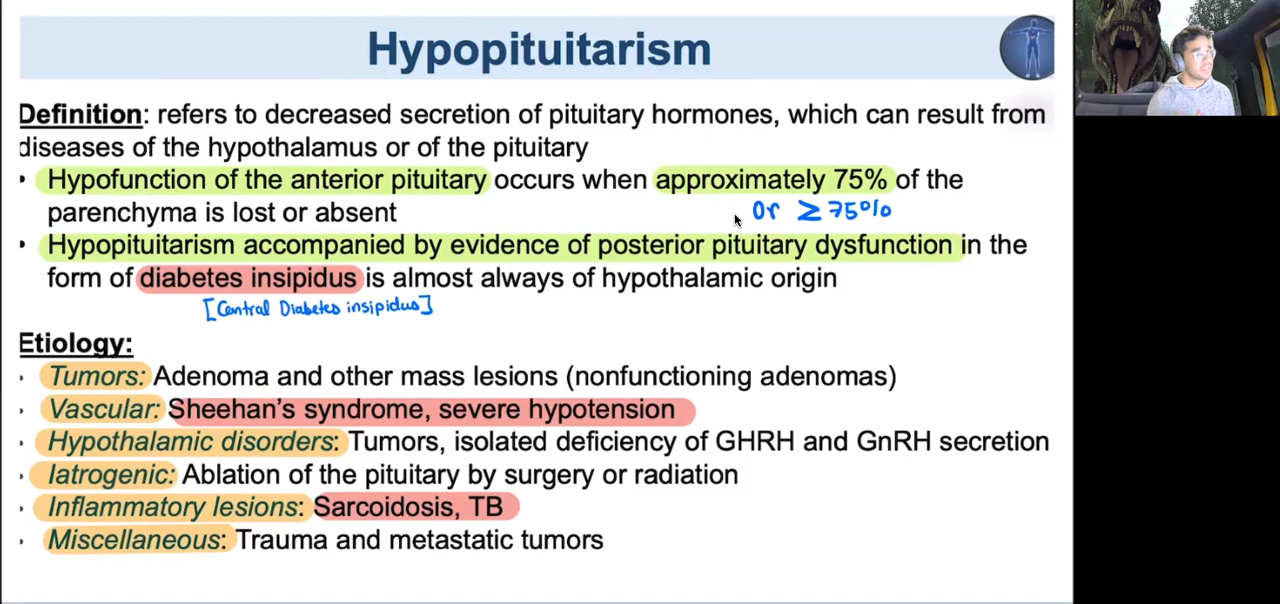 Hypopituitarism
Definition: refers to decreased secretion of pituitary hormones, which can result from
diseases of the hypothalamus or of the pituitary
• Hypofunction of the anterior pituitary occurs when approximately 75% of the
parenchyma is lost or absent
or ≥ 75%
• Hypopituitarism accompanied by evidence of posterior pituitary dysfunction in the
form of diabetes insipidus is almost always of hypothalamic origin
[Central Diabetes insipidus]
Etiology:
• Tumors: Adenoma and other mass lesions (nonfunctioning adenomas)
• Vascular: Sheehan's syndrome, severe hypotension
• Hypothalamic disorders: Tumors, isolated deficiency of GHRH and GnRH secretion
• Iatrogenic: Ablation of the pituitary by surgery or radiation
• Inflammatory lesions: Sarcoidosis, TB
• Miscellaneous: Trauma and metastatic tumors